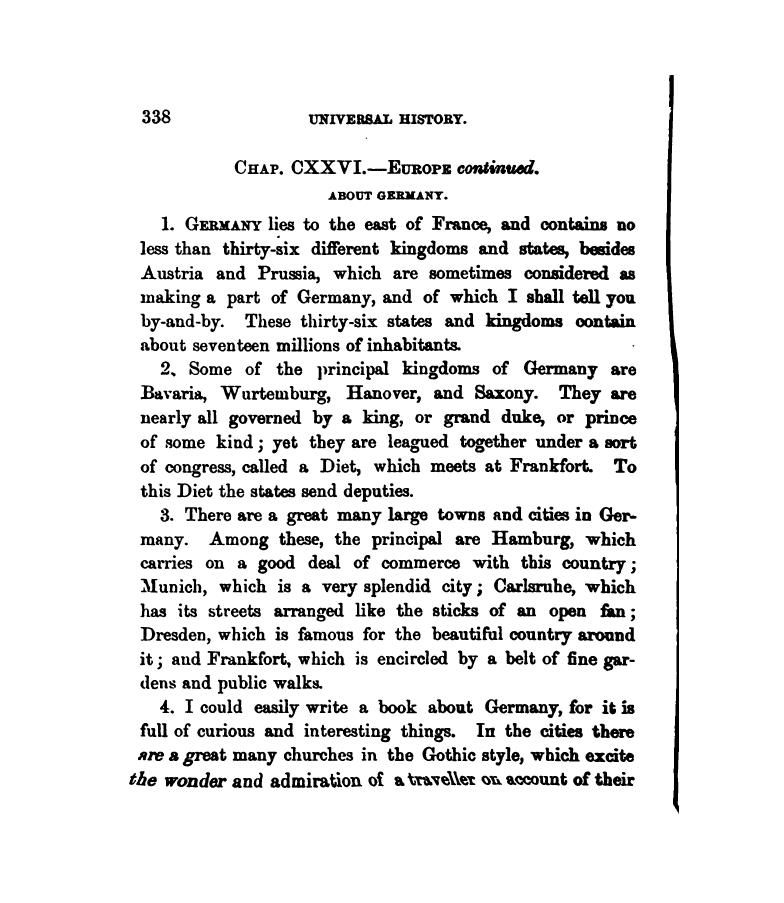 338 UNIVERSAL HISTORY.
CHAP. CXXVI.—EUROPE continued.
ABOUT GERMANY.
1. GERMANY lies to the east of France, and contains no
less than thirty-six different kingdoms and states, besides
Austria and Prussia, which are sometimes considered as
making a part of Germany, and of which I shall tell you
by-and-by. These thirty-six states and kingdoms contain
about seventeen millions of inhabitants.
2. Some of the principal kingdoms of Germany are
Bavaria, Wurtemburg, Hanover, and Saxony. They are
nearly all governed by a king, or grand duke, or prince
of some kind; yet they are leagued together under a sort
of congress, called a Diet, which meets at Frankfort. To
this Diet the states send deputies.
3. There are a great many large towns and cities in Ger-
many. Among these, the principal are Hamburg, which
carries on a good deal of commerce with this country;
Munich, which is a very splendid city; Carlsruhe, which
has its streets arranged like the sticks of an open fan;
Dresden, which is famous for the beautiful country around
it; and Frankfort, which is encircled by a belt of fine gar-
dens and public walks.
4. I could easily write a book about Germany, for it is
full of curious and interesting things. In the cities there
are a great many churches in the Gothic style, which excite
the wonder and admiration of a traveller on account of their